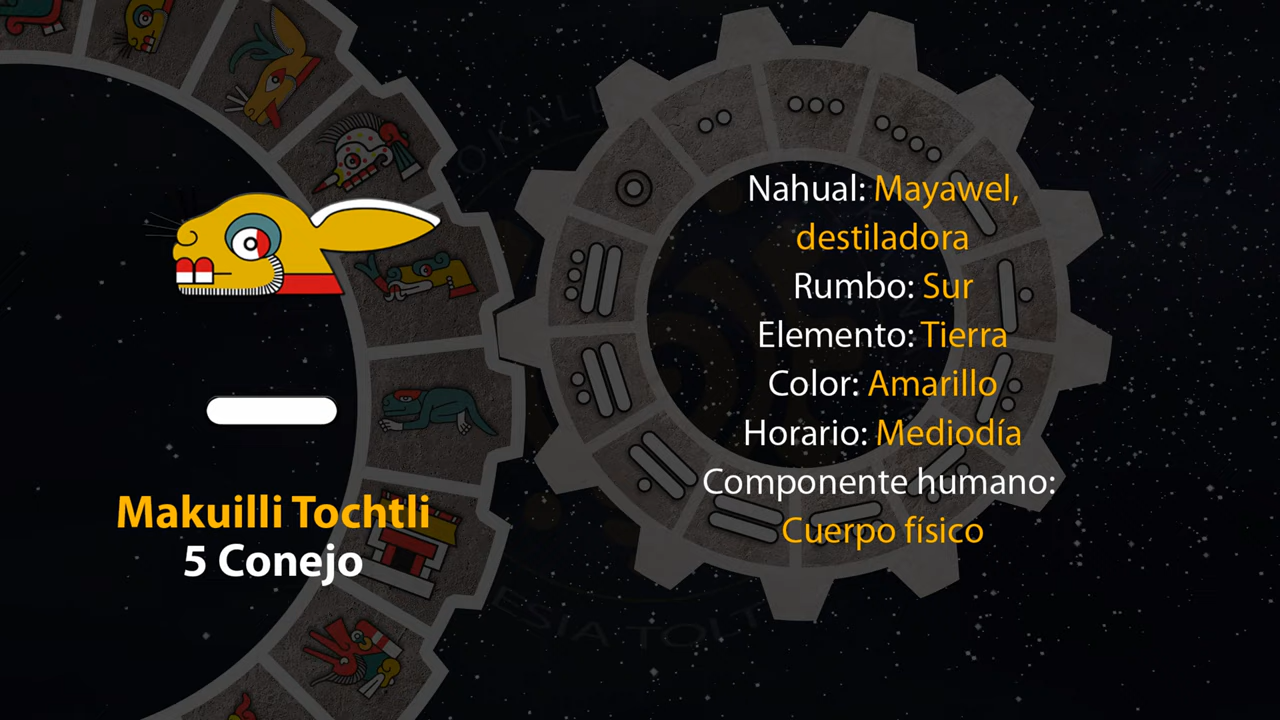 Makuilli Tochtli
5 Conejo
Nahual: Mayawel,
destiladora
Rumbo: Sur
Elemento: Tierra
Color: Amarillo
Horario: Mediodía
Componente humano:
Cuerpo físico